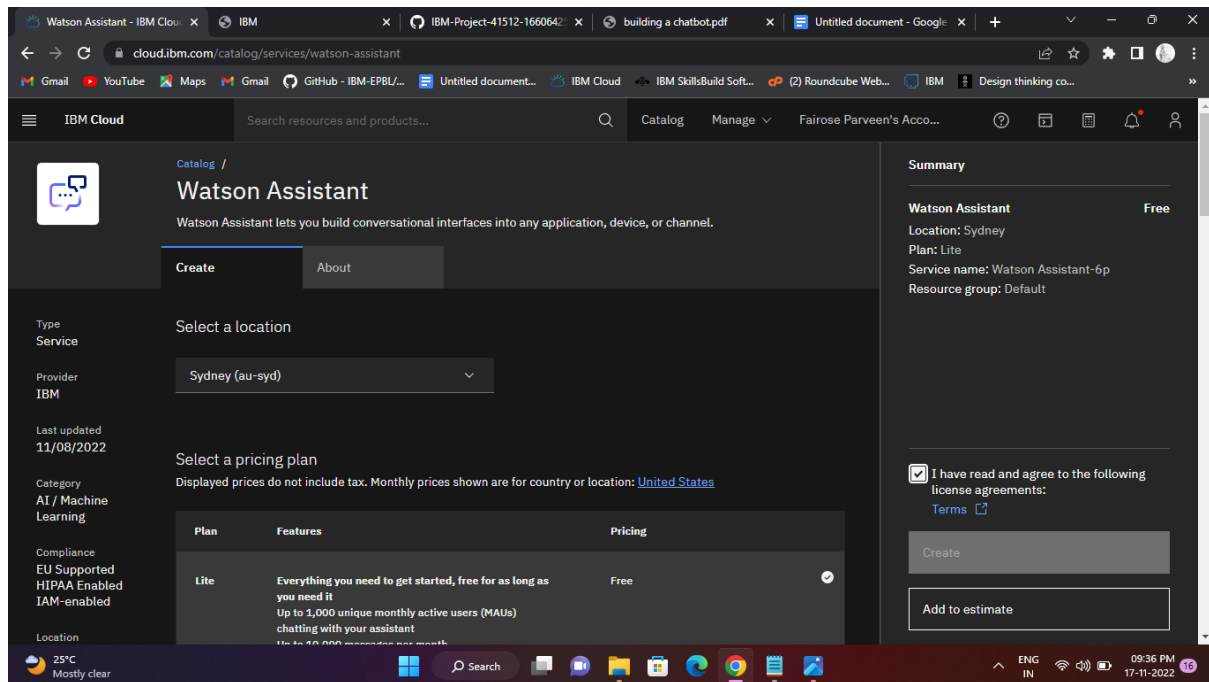 Watson Assistant - IBM Clou
IBM
IBM-Project-41512-1660642
building a chatbot.pdf
Untitled document - Google
cloud.ibm.com/catalog/services/watson-assistant
Gmail
YouTube
Maps
Gmail
GitHub - IBM-EPBL/...
Untitled document...
IBM Cloud
IBM SkillsBuild Soft...
(2) Roundcube Web...
IBM
Design thinking co...
»
IBM Cloud
Search resources and products...
Catalog
Manage
Fairose Parveen's Acco...
Catalog /
Watson Assistant
Watson Assistant lets you build conversational interfaces into any application, device, or channel.
Create
About
Type
Service
Provider
IBM
Last updated
11/08/2022
Category
AI / Machine
Learning
Compliance
EU Supported
HIPAA Enabled
IAM-enabled
Location
Select a location
Sydney (au-syd)
Select a pricing plan
Displayed prices do not include tax. Monthly prices shown are for country or location: United States
Plan Features Pricing
Lite Everything you need to get started, free for as long as Free
you need it
Up to 1,000 unique monthly active users (MAUs)
chatting with your assistant
Up to 10,000 messages per month
Summary
Watson Assistant Free
Location: Sydney
Plan: Lite
Service name: Watson Assistant-6p
Resource group: Default
I have read and agree to the following
license agreements:
Terms
Create
Add to estimate
25°C
Mostly clear
Search
ENG
IN
09:36 PM
17-11-2022
16